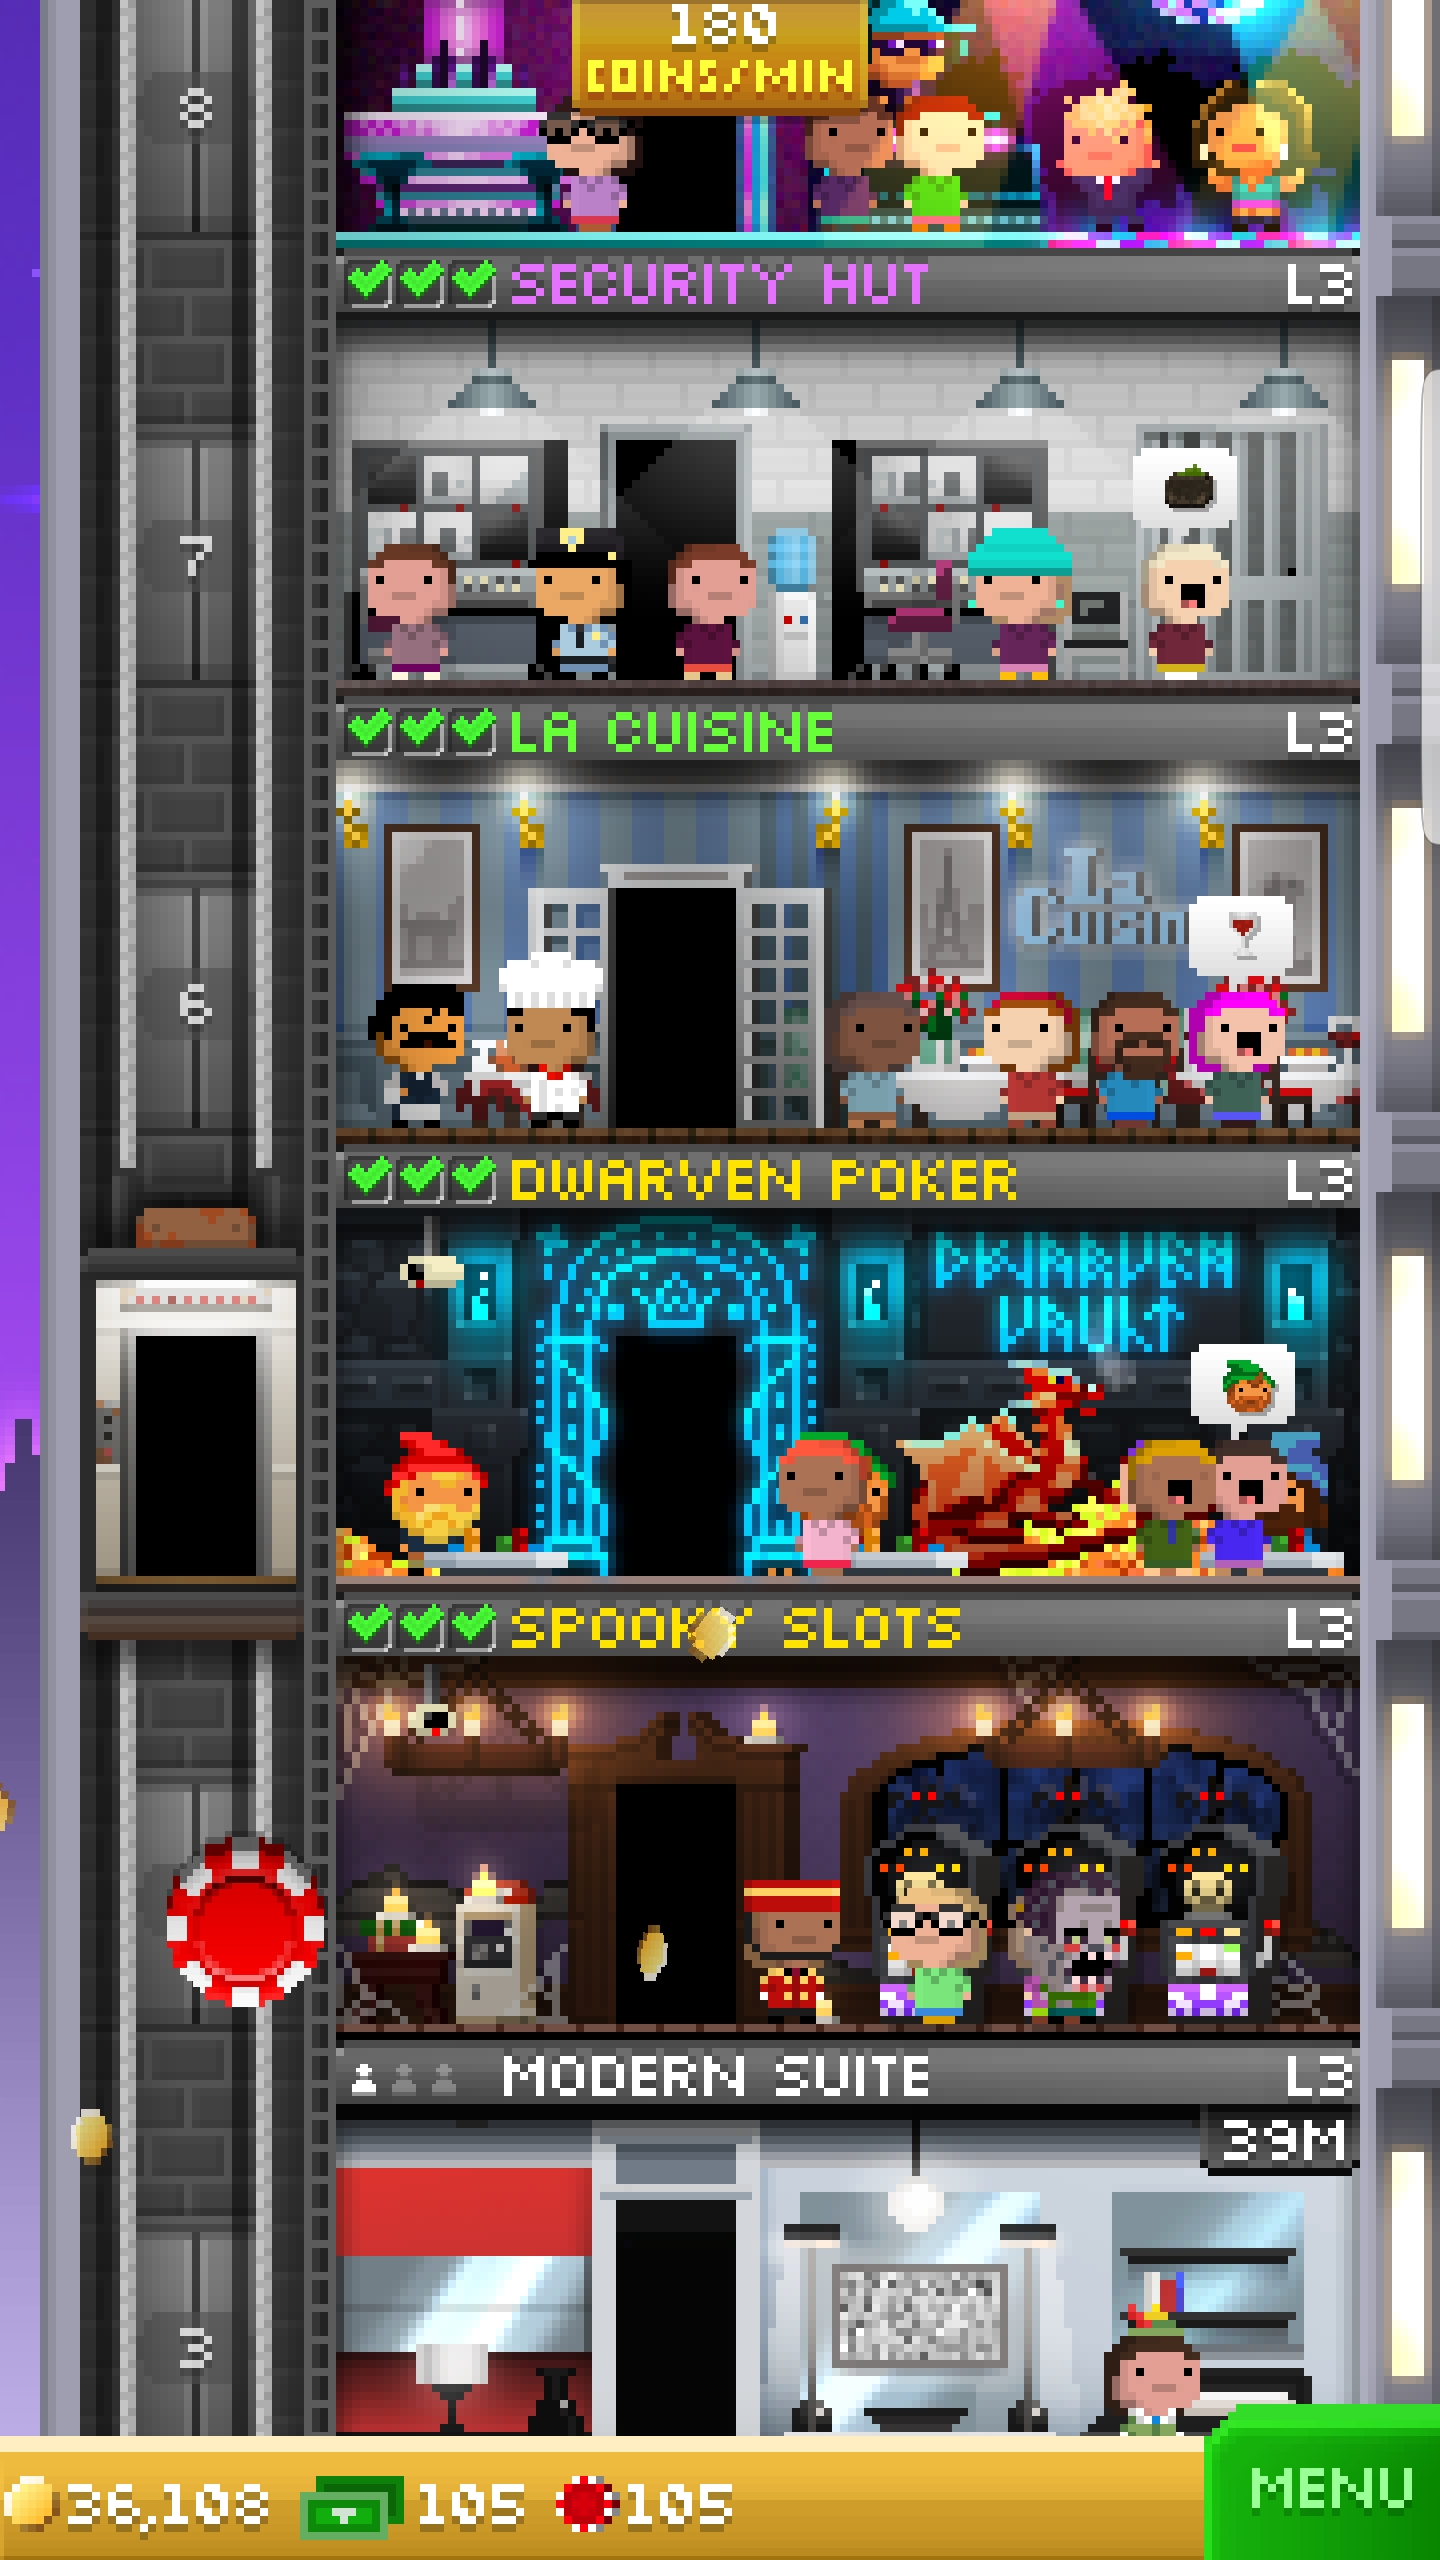 180
COINS/MIN
8
SECURITY HUT L3
7
LA CUISINE L3
La
Cuisin
6
DWARVEN POKER L3
DWARVEN
VAULT
SPOOKY SLOTS L3
MODERN SUITE L3
39M
3
36,108 105 105
MENU